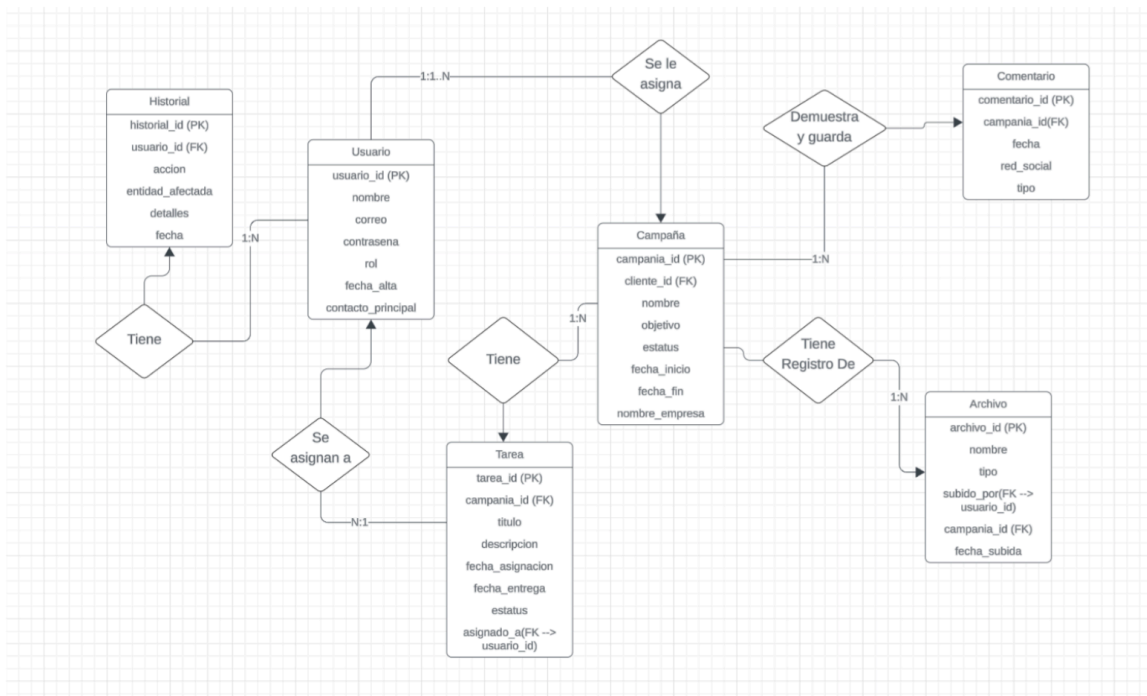 Se le
asigna
1:1..N
Comentario
comentario_id (PK)
campania_id(FK)
fecha
red_social
tipo
Demuestra
y guarda
Historial
historial_id (PK)
usuario_id (FK)
accion
entidad_afectada
detalles
fecha
Usuario
usuario_id (PK)
nombre
correo
contrasena
rol
fecha_alta
contacto_principal
1:N
Campaña
campania_id (PK)
cliente_id (FK)
nombre
objetivo
estatus
fecha_inicio
fecha_fin
nombre_empresa
1:N
Tiene
Tiene
1:N
Tiene
Registro De
1:N
Archivo
archivo_id (PK)
nombre
tipo
subido_por(FK -->
usuario_id)
campania_id (FK)
fecha_subida
Se
asignan a
N:1
Tarea
tarea_id (PK)
campania_id (FK)
titulo
descripcion
fecha_asignacion
fecha_entrega
estatus
asignado_a(FK -->
usuario_id)